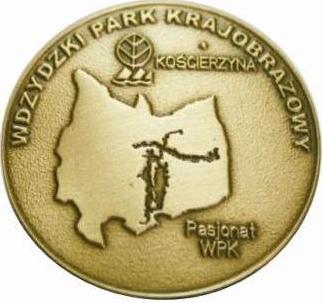 WDZYDZKI PARK KRAJOBRAZOWY
KOŚCIERZYNA
Pasjonat
WPK